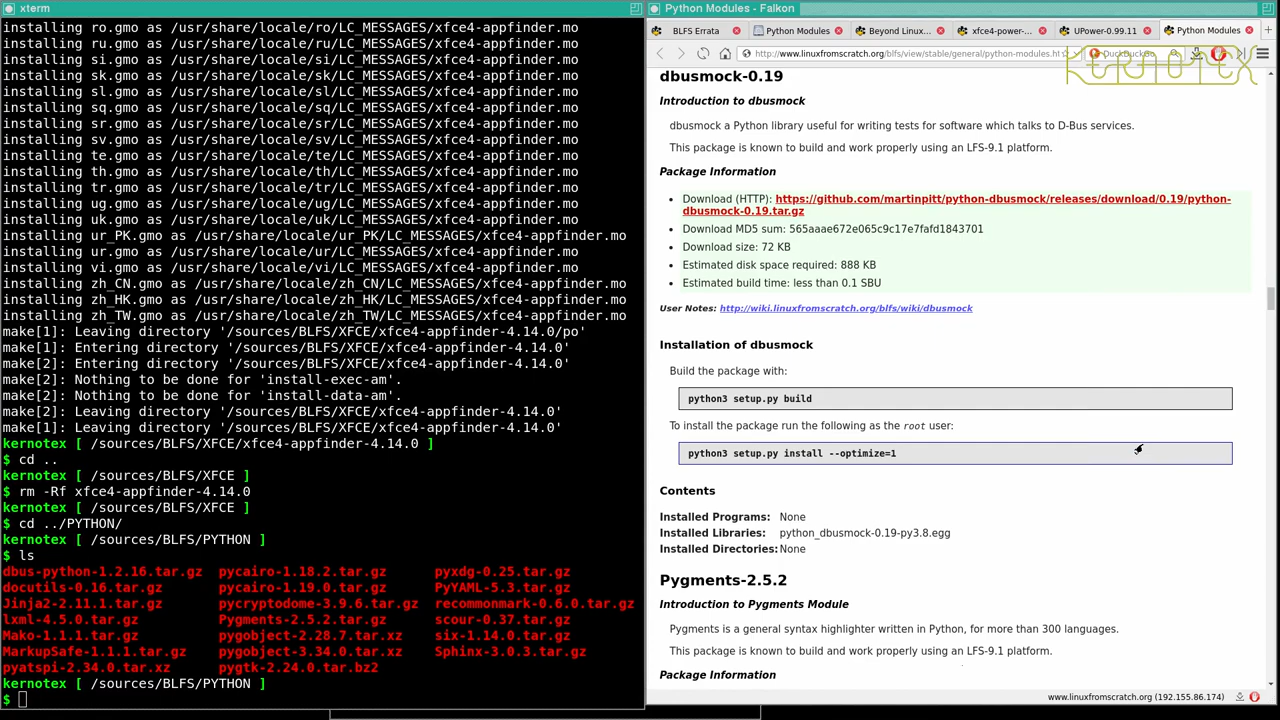 xterm
installing ro.gmo as /usr/share/locale/ro/LC_MESSAGES/xfce4-appfinder.mo
installing ru.gmo as /usr/share/locale/ru/LC_MESSAGES/xfce4-appfinder.mo
installing si.gmo as /usr/share/locale/si/LC_MESSAGES/xfce4-appfinder.mo
installing sk.gmo as /usr/share/locale/sk/LC_MESSAGES/xfce4-appfinder.mo
installing sl.gmo as /usr/share/locale/sl/LC_MESSAGES/xfce4-appfinder.mo
installing sq.gmo as /usr/share/locale/sq/LC_MESSAGES/xfce4-appfinder.mo
installing sr.gmo as /usr/share/locale/sr/LC_MESSAGES/xfce4-appfinder.mo
installing sv.gmo as /usr/share/locale/sv/LC_MESSAGES/xfce4-appfinder.mo
installing te.gmo as /usr/share/locale/te/LC_MESSAGES/xfce4-appfinder.mo
installing th.gmo as /usr/share/locale/th/LC_MESSAGES/xfce4-appfinder.mo
installing tr.gmo as /usr/share/locale/tr/LC_MESSAGES/xfce4-appfinder.mo
installing ug.gmo as /usr/share/locale/ug/LC_MESSAGES/xfce4-appfinder.mo
installing uk.gmo as /usr/share/locale/uk/LC_MESSAGES/xfce4-appfinder.mo
installing ur_PK.gmo as /usr/share/locale/ur_PK/LC_MESSAGES/xfce4-appfinder.mo
installing ur.gmo as /usr/share/locale/ur/LC_MESSAGES/xfce4-appfinder.mo
installing vi.gmo as /usr/share/locale/vi/LC_MESSAGES/xfce4-appfinder.mo
installing zh_CN.gmo as /usr/share/locale/zh_CN/LC_MESSAGES/xfce4-appfinder.mo
installing zh_HK.gmo as /usr/share/locale/zh_HK/LC_MESSAGES/xfce4-appfinder.mo
installing zh_TW.gmo as /usr/share/locale/zh_TW/LC_MESSAGES/xfce4-appfinder.mo
make[1]: Leaving directory '/sources/BLFS/XFCE/xfce4-appfinder-4.14.0/po'
make[1]: Entering directory '/sources/BLFS/XFCE/xfce4-appfinder-4.14.0'
make[2]: Entering directory '/sources/BLFS/XFCE/xfce4-appfinder-4.14.0'
make[2]: Nothing to be done for 'install-exec-am'.
make[2]: Nothing to be done for 'install-data-am'.
make[2]: Leaving directory '/sources/BLFS/XFCE/xfce4-appfinder-4.14.0'
make[1]: Leaving directory '/sources/BLFS/XFCE/xfce4-appfinder-4.14.0'
kernotex [ /sources/BLFS/XFCE/xfce4-appfinder-4.14.0 ]
$ cd ..
kernotex [ /sources/BLFS/XFCE ]
$ rm -Rf xfce4-appfinder-4.14.0
kernotex [ /sources/BLFS/XFCE ]
$ cd ../PYTHON/
kernotex [ /sources/BLFS/PYTHON ]
$ ls
dbus-python-1.2.16.tar.gz pycairo-1.18.2.tar.gz pyxdg-0.25.tar.gz
docutils-0.16.tar.gz pycairo-1.19.0.tar.gz PyYAML-5.3.tar.gz
Jinja2-2.11.1.tar.gz pycryptodome-3.9.6.tar.gz recommonmark-0.6.0.tar.gz
lxml-4.5.0.tar.gz Pygments-2.5.2.tar.gz scour-0.37.tar.gz
Mako-1.1.1.tar.gz pygobject-2.28.7.tar.xz six-1.14.0.tar.gz
MarkupSafe-1.1.1.tar.gz pygobject-3.34.0.tar.xz Sphinx-3.0.3.tar.gz
pyatspi-2.34.0.tar.xz pygtk-2.24.0.tar.bz2
kernotex [ /sources/BLFS/PYTHON ]
$
Python Modules - Falkon
BLFS Errata Python Modules Beyond Linux... xfce4-power-... UPower-0.99.11 Python Modules
http://www.linuxfromscratch.org/blfs/view/stable/general/python-modules.ht DuckDuckGo
KERNOTEX
dbusmock-0.19
Introduction to dbusmock
dbusmock a Python library useful for writing tests for software which talks to D-Bus services.
This package is known to build and work properly using an LFS-9.1 platform.
Package Information
• Download (HTTP): https://github.com/martinpitt/python-dbusmock/releases/download/0.19/python-
dbusmock-0.19.tar.gz
• Download MD5 sum: 565aaae672e065c9c17e7fafd1843701
• Download size: 72 KB
• Estimated disk space required: 888 KB
• Estimated build time: less than 0.1 SBU
User Notes: http://wiki.linuxfromscratch.org/blfs/wiki/dbusmock
Installation of dbusmock
Build the package with:
python3 setup.py build
To install the package run the following as the root user:
python3 setup.py install --optimize=1
Contents
Installed Programs: None
Installed Libraries: python_dbusmock-0.19-py3.8.egg
Installed Directories: None
Pygments-2.5.2
Introduction to Pygments Module
Pygments is a general syntax highlighter written in Python, for more than 300 languages.
This package is known to build and work properly using an LFS-9.1 platform.
Package Information
www.linuxfromscratch.org (192.155.86.174)